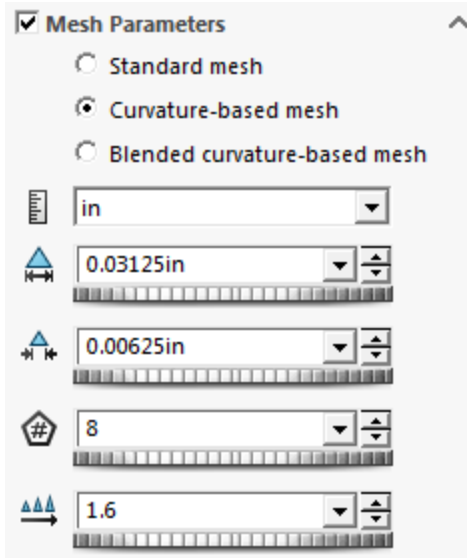 Mesh Parameters
Standard mesh
Curvature-based mesh
Blended curvature-based mesh
in
0.03125in
0.00625in
#
8
1.6